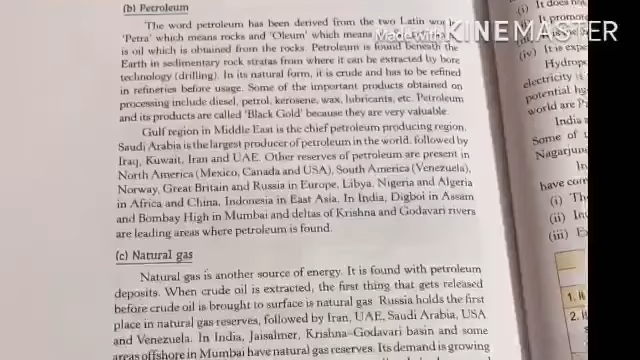 (b) Petroleum
The word petroleum has been derived from the two Latin
'Petra' which means rocks and 'Oleum' which means
is oil which is obtained from the rocks. Petroleum is found beneath the
Earth in sedimentary rock stratas from where it can be extracted by bore
technology (drilling). In its natural form, it is crude and has to be refined
in refineries before usage. Some of the important products obtained on
processing include diesel, petrol, kerosene, wax, lubricants, etc. Petroleum
and its products are called 'Black Gold' because they are very valuable.
Gulf region in Middle East is the chief petroleum producing region.
Saudi Arabia is the largest producer of petroleum in the world, followed by
Iraq, Kuwait, Iran and UAE. Other reserves of petroleum are present in
North America (Mexico, Canada and USA), South America (Venezuela),
Norway, Great Britain and Russia in Europe, Libya, Nigeria and Algeria
in Africa and China, Indonesia in East Asia. In India, Digboi in Assam
and Bombay High in Mumbai and deltas of Krishna and Godavari rivers
are leading areas where petroleum is found.
(c) Natural gas
Natural gas is another source of energy. It is found with petroleum
deposits. When crude oil is extracted, the first thing that gets released
before crude oil is brought to surface is natural gas. Russia holds the first
place in natural gas reserves, followed by Iran, UAE, Saudi Arabia, USA
and Venezuela. In India, Jaisalmer, Krishna-Godavari basin and some
areas offshore in Mumbai have natural gas reserves. Its demand is growing
Made with KINEMASTER
(i) It does not
It promote
(iv) It is expe
Hydrop
electricity is
potential hy
world are
India a
Some of
Nagarjun
In
have com
(i) Th
(ii) In
(iii) E
1. It
2. It